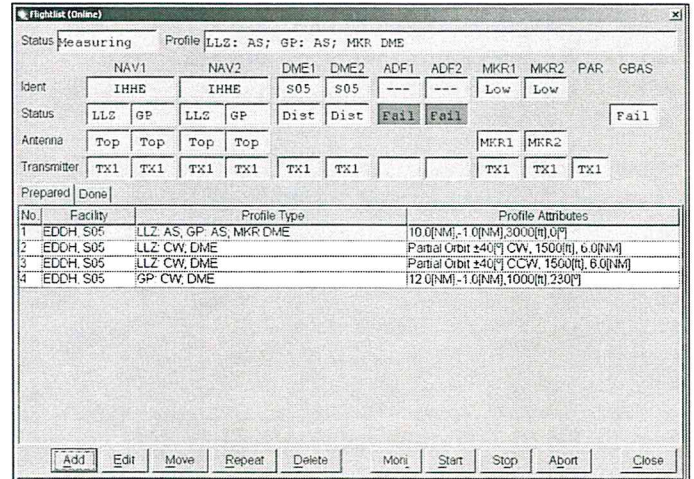 Flightlist (Online)
Status Measuring Profile LLZ: AS; GP: AS; MKR DME
NAV1 NAV2 DME1 DME2 ADF1 ADF2 MKR1 MKR2 PAR GBAS
Ident IHHE IHHE S05 S05 --- --- Low Low
Status LLZ GP LLZ GP Dist Dist Fail Fail Fail
Antenna Top Top Top Top MKR1 MKR2
Transmitter TX1 TX1 TX1 TX1 TX1 TX1 TX1 TX1 TX1
Prepared Done
No. Facility Profile Type Profile Attributes
1 EDDH, S05 LLZ: AS, GP: AS; MKR DME 10.0[NM],-1.0[NM],3000[ft],0[°]
2 EDDH, S05 LLZ: CW, DME Partial Orbit ±40[°] CW, 1500[ft], 6.0[NM]
3 EDDH, S05 LLZ: CW, DME Partial Orbit ±40[°] CCW, 1500[ft], 6.0[NM]
4 EDDH, S05 GP: CW, DME 12.0[NM],-1.0[NM],1000[ft],230[°]
Add Edit Move Repeat Delete Moni Start Stop Abort Close